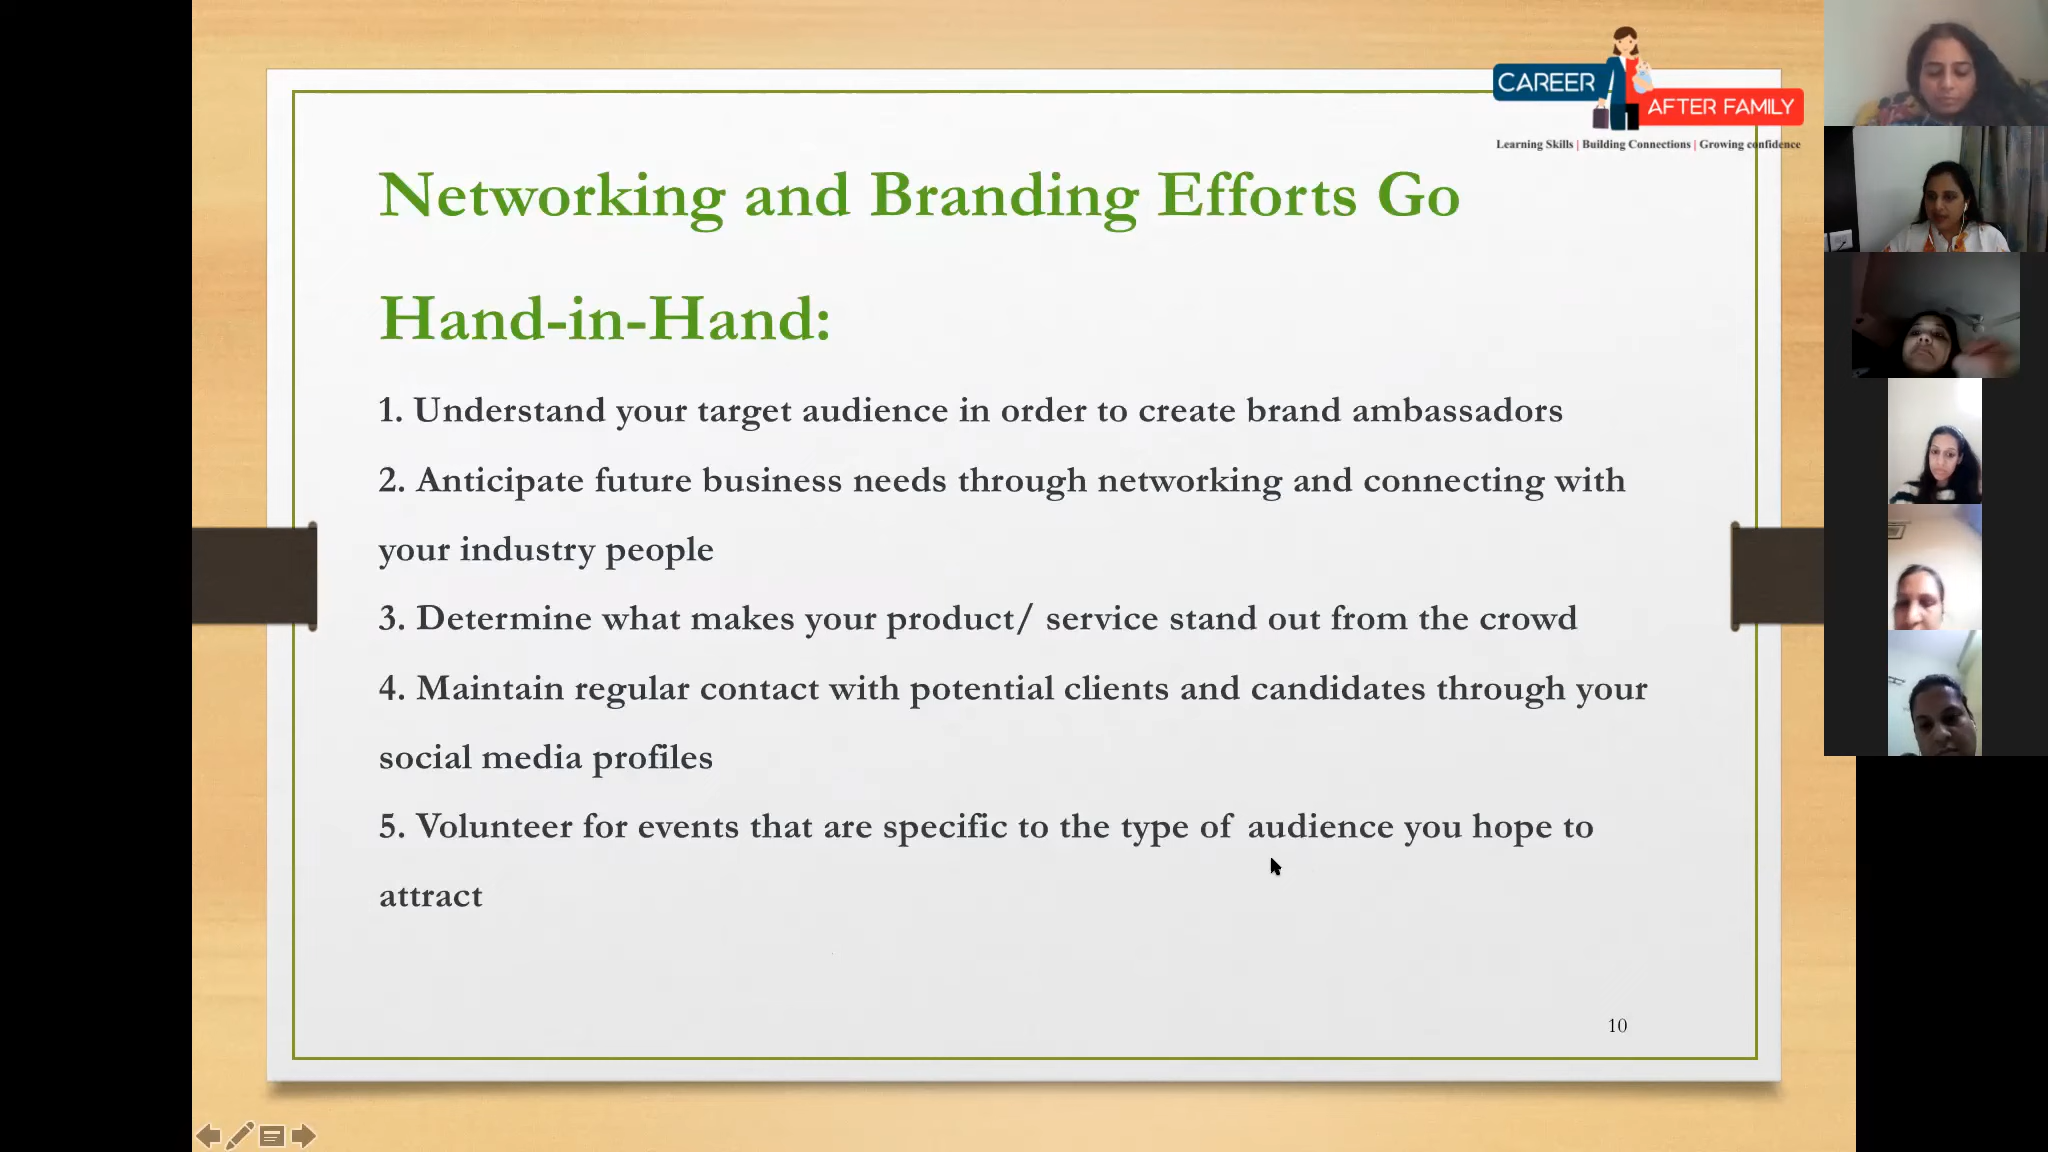 CAREER
AFTER FAMILY
Learning Skills | Building Connections | Growing confidence
Networking and Branding Efforts Go
Hand-in-Hand:
1. Understand your target audience in order to create brand ambassadors
2. Anticipate future business needs through networking and connecting with
your industry people
3. Determine what makes your product/ service stand out from the crowd
4. Maintain regular contact with potential clients and candidates through your
social media profiles
5. Volunteer for events that are specific to the type of audience you hope to
attract
10